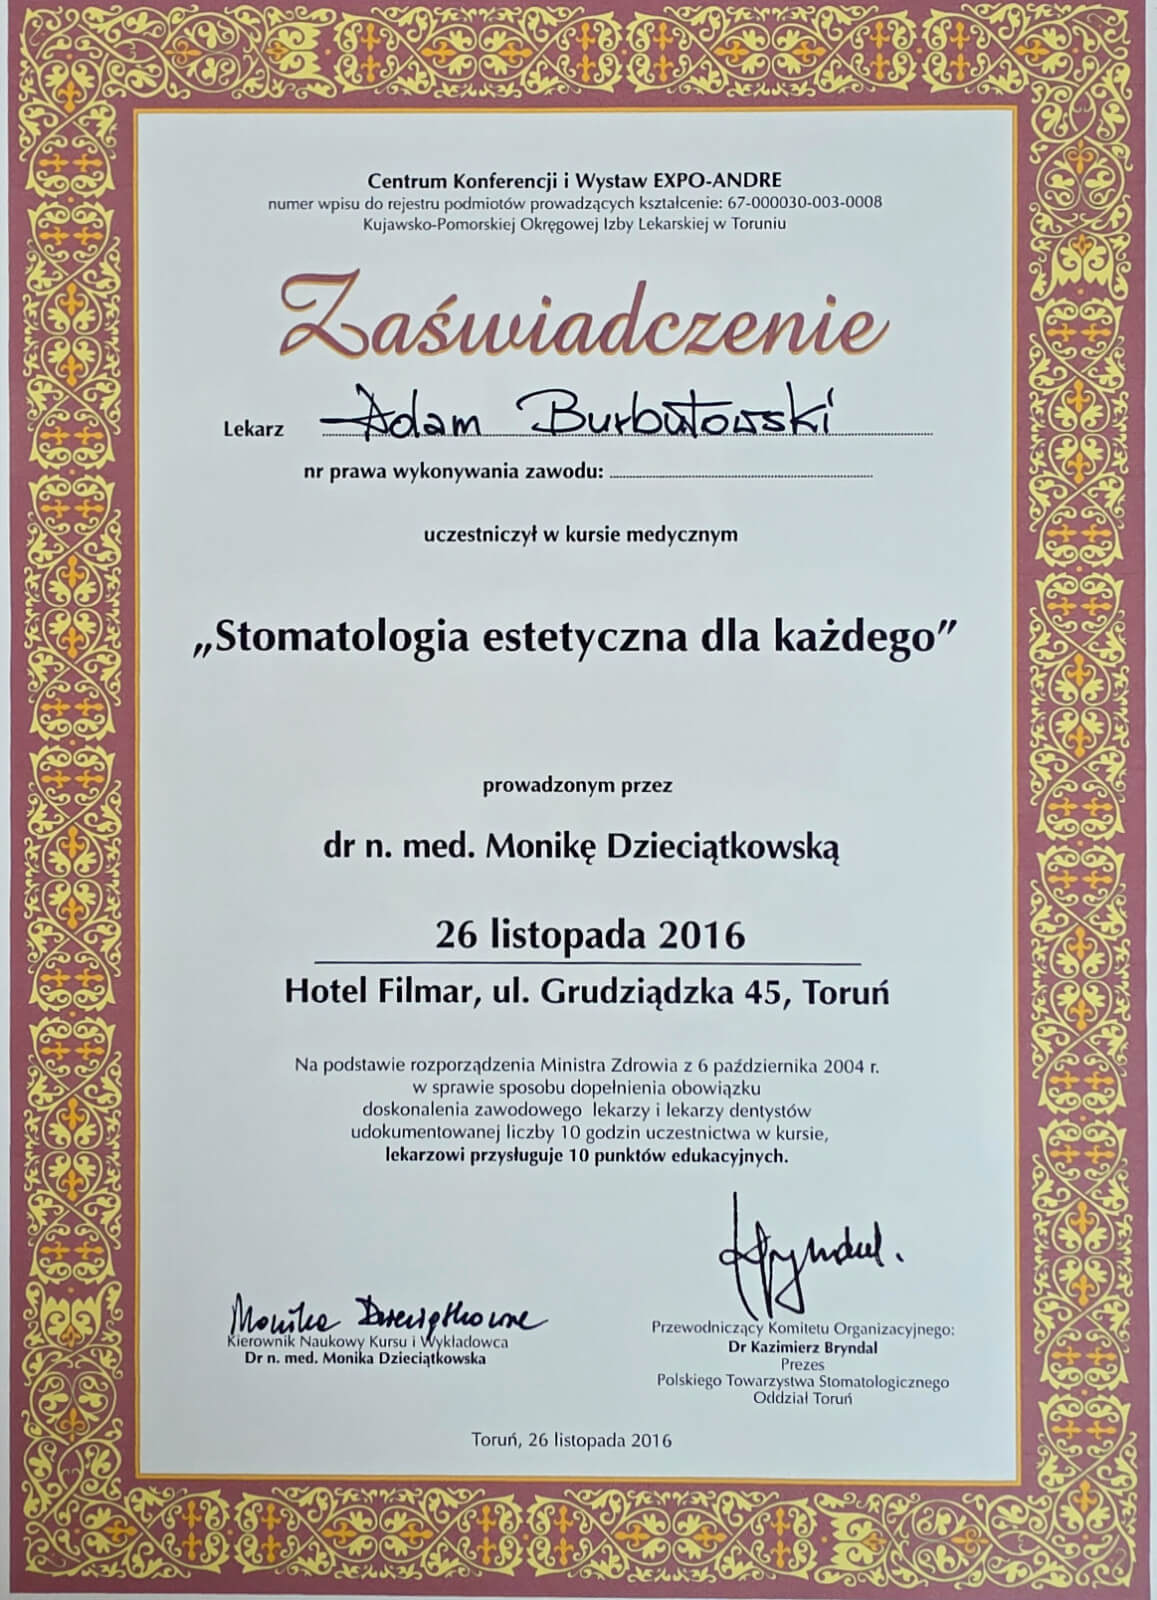 Centrum Konferencji i Wystaw EXPO-ANDRE
numer wpisu do rejestru podmiotów prowadzących kształcenie: 67-000030-003-0008
Kujawsko-Pomorskiej Okręgowej Izby Lekarskiej w Toruniu
Zaświadczenie
Lekarz Adam Burbutowski
nr prawa wykonywania zawodu:
uczestniczył w kursie medycznym
„Stomatologia estetyczna dla każdego”
prowadzonym przez
dr n. med. Monikę Dzieciątkowską
26 listopada 2016
Hotel Filmar, ul. Grudziądzka 45, Toruń
Na podstawie rozporządzenia Ministra Zdrowia z 6 października 2004 r.
w sprawie sposobu dopełnienia obowiązku
doskonalenia zawodowego lekarzy i lekarzy dentystów
udokumentowanej liczby 10 godzin uczestnictwa w kursie,
lekarzowi przysługuje 10 punktów edukacyjnych.
Monika
Kierownik Naukowy Kursu i Wykładowca
Dr n. med. Monika Dzieciątkowska
Przewodniczący Komitetu Organizacyjnego:
Dr Kazimierz Bryndal
Prezes
Polskiego Towarzystwa Stomatologicznego
Oddział Toruń
Toruń, 26 listopada 2016